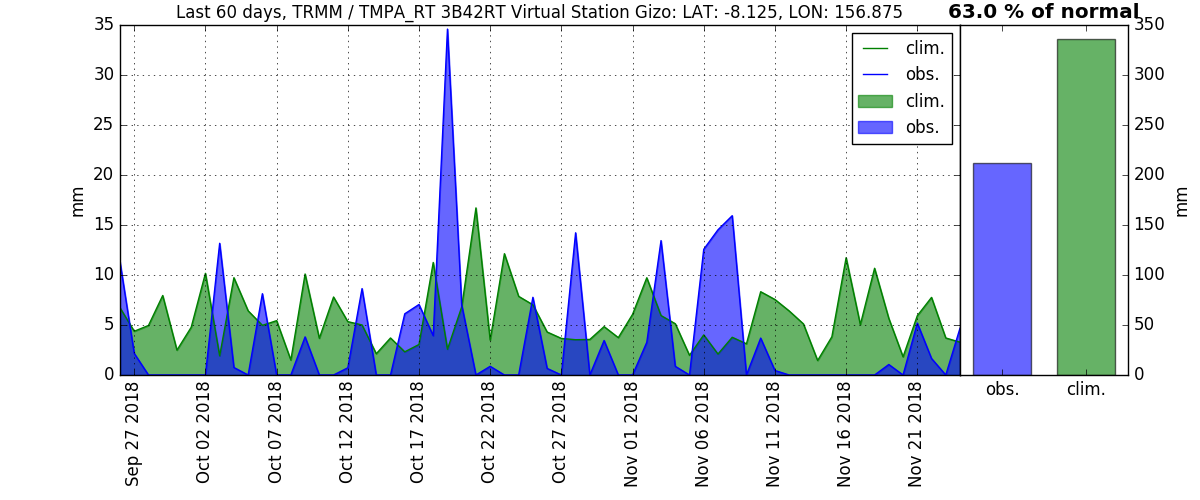 Last 60 days, TRMM / TMPA_RT 3B42RT Virtual Station Gizo: LAT: -8.125, LON: 156.875
63.0 % of normal
35
30
25
20
15
10
5
0
mm
clim.
obs.
clim.
obs.
Sep 27 2018
Oct 02 2018
Oct 07 2018
Oct 12 2018
Oct 17 2018
Oct 22 2018
Oct 27 2018
Nov 01 2018
Nov 06 2018
Nov 11 2018
Nov 16 2018
Nov 21 2018
350
300
250
200
150
100
50
0
mm
obs.
clim.